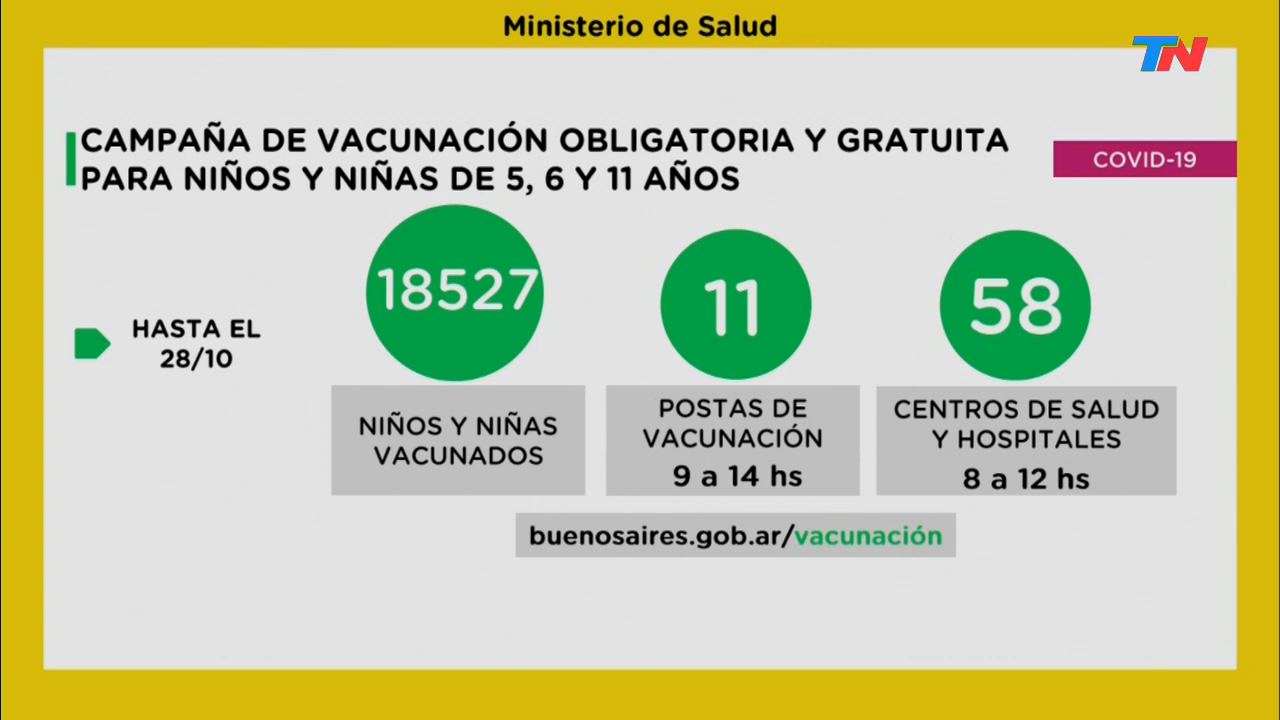 Ministerio de Salud
TN
CAMPAÑA DE VACUNACIÓN OBLIGATORIA Y GRATUITA
PARA NIÑOS Y NIÑAS DE 5, 6 Y 11 AÑOS
COVID-19
HASTA EL
28/10
18527
NIÑOS Y NIÑAS
VACUNADOS
11
POSTAS DE
VACUNACIÓN
9 a 14 hs
58
CENTROS DE SALUD
Y HOSPITALES
8 a 12 hs
buenosaires.gob.ar/vacunación